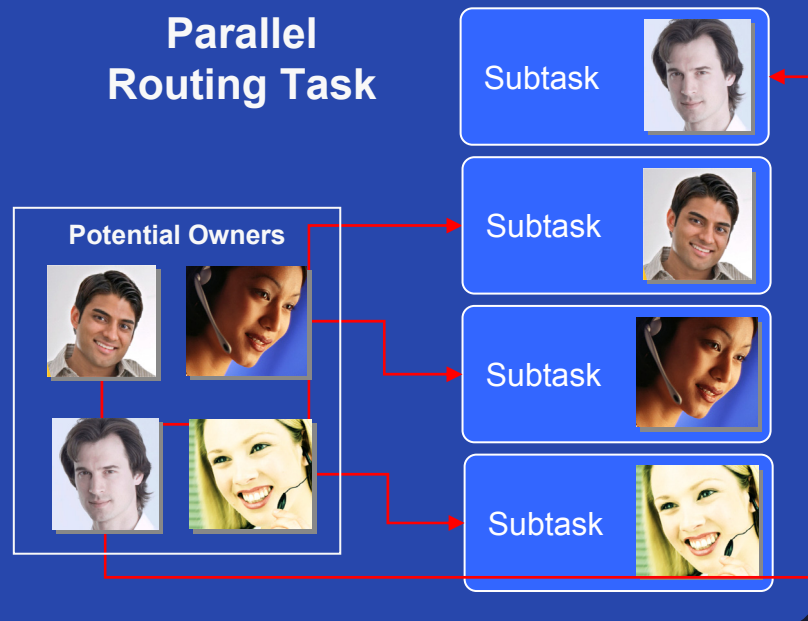 Parallel
Routing Task
Subtask
Subtask
Potential Owners
Subtask
Subtask